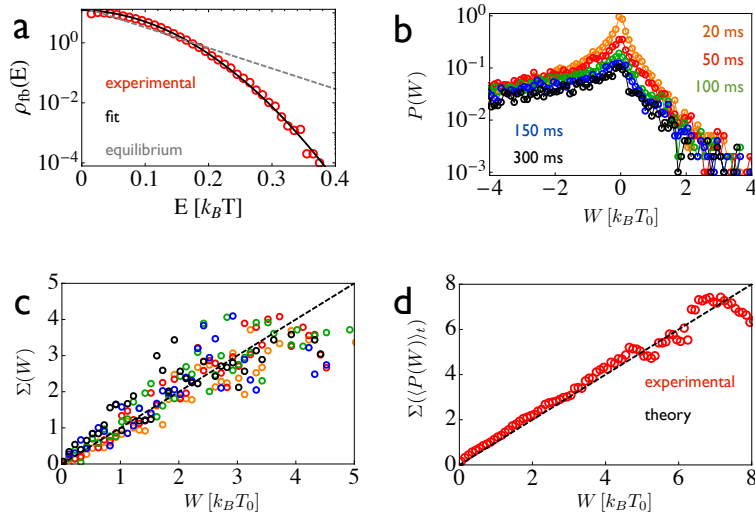 a
10^0
10^-2
10^-4
ρ_fb(E)
experimental
fit
equilibrium
0 0.1 0.2 0.3 0.4
E [k_BT]
b
10^0
10^-1
10^-2
10^-3
P(W)
20 ms
50 ms
100 ms
150 ms
300 ms
−4 −2 0 2 4
W [k_BT_0]
c
5
4
3
2
1
0
Σ(W)
0 1 2 3 4 5
W [k_BT_0]
d
8
6
4
2
0
Σ(⟨P(W)⟩_t)
experimental
theory
0 2 4 6 8
W [k_BT_0]